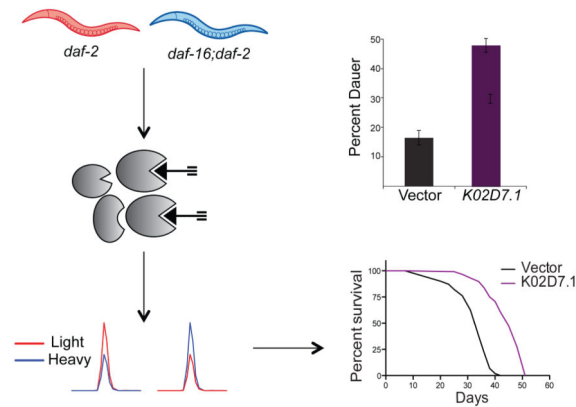 daf-2
daf-16;daf-2
Percent Dauer
50
40
30
20
10
Vector
K02D7.1
Light
Heavy
Percent survival
100
75
50
25
0
0
10
20
30
40
50
60
Days
Vector
K02D7.1